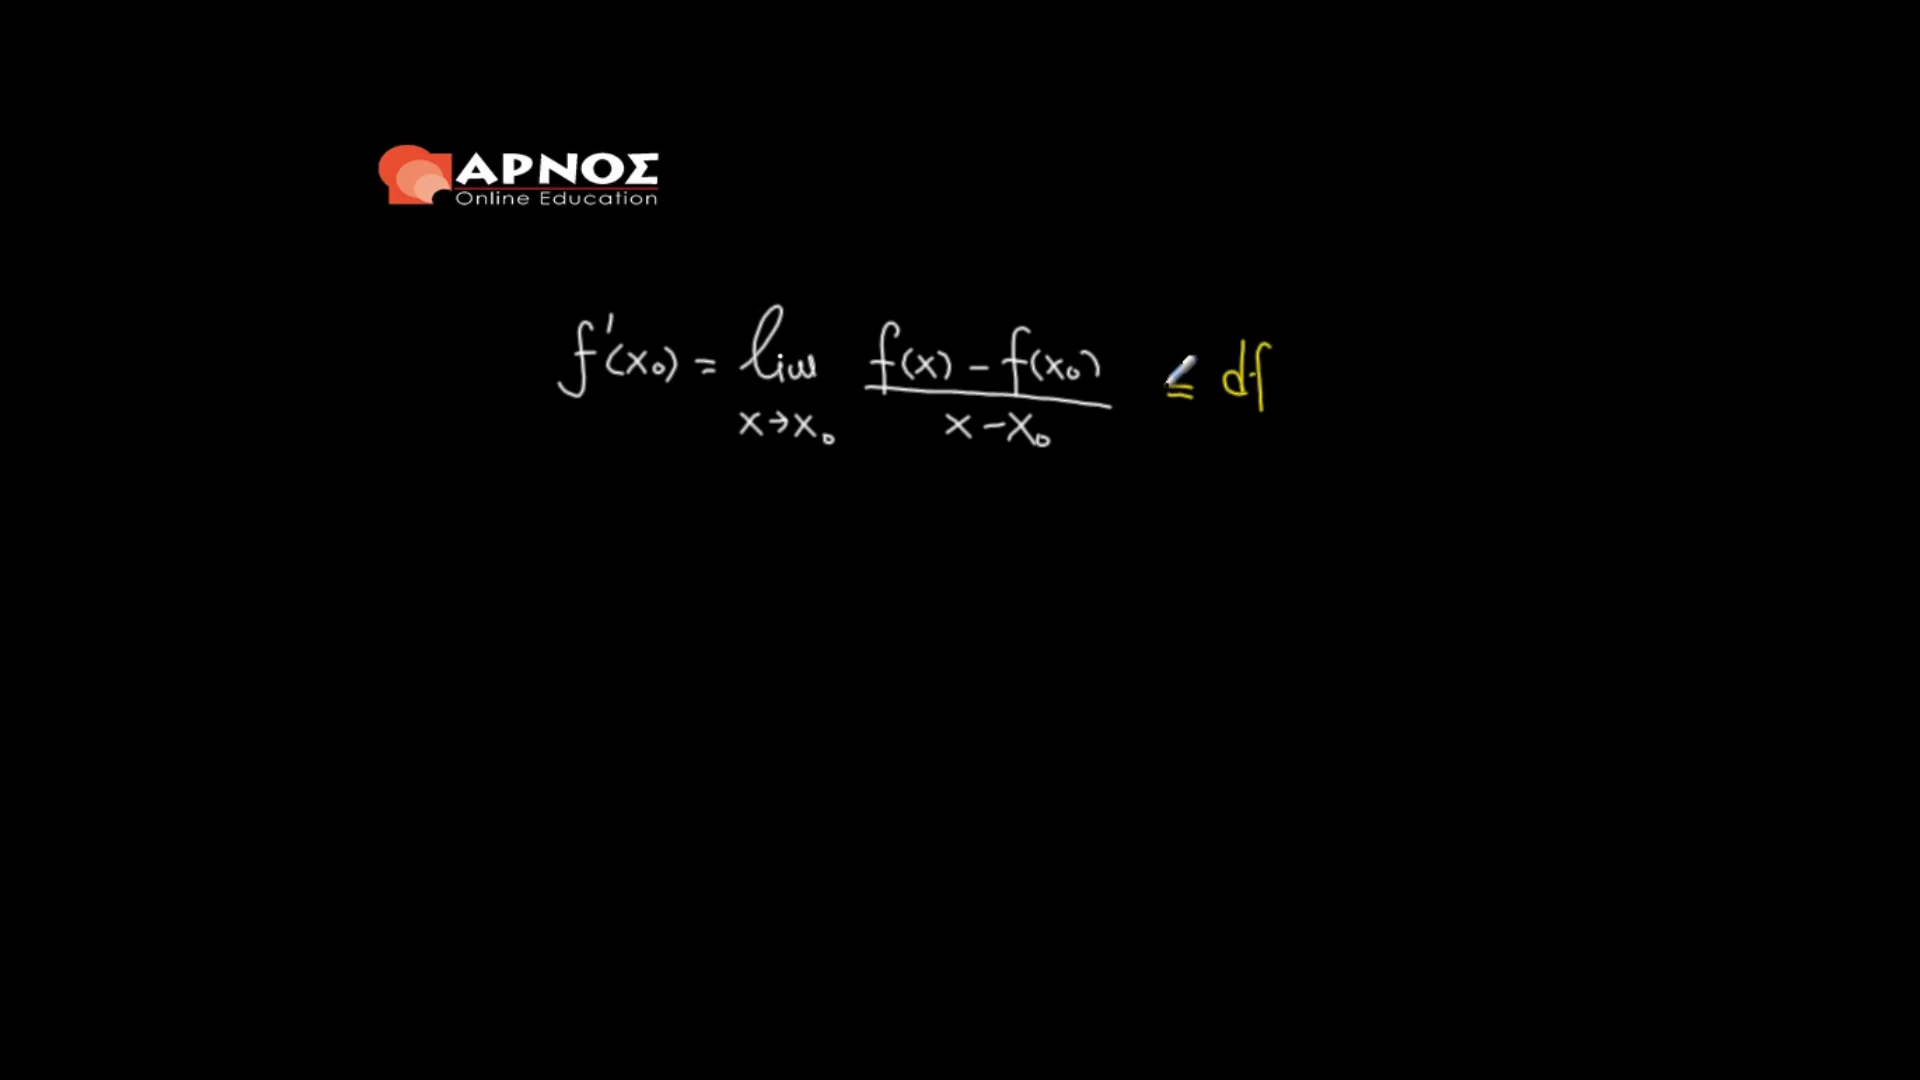 ΑΡΝΟΣ
Online Education
f'(x₀) = lim x→x₀ (f(x) - f(x₀))/(x - x₀) = df